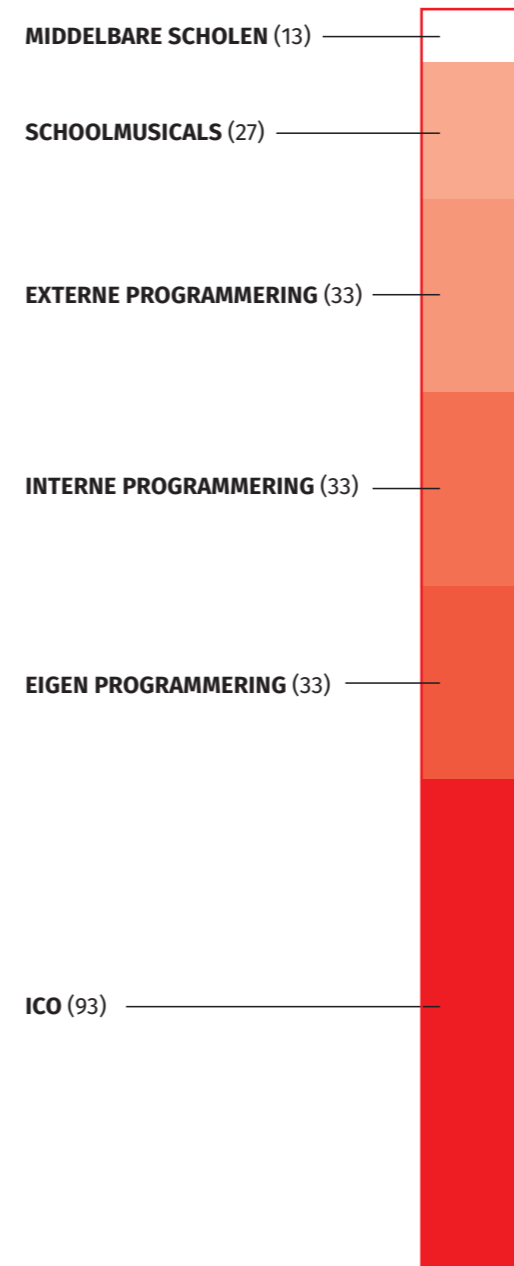 MIDDELBARE SCHOLEN (13)
SCHOOLMUSICALS (27)
EXTERNE PROGRAMMERING (33)
INTERNE PROGRAMMERING (33)
EIGEN PROGRAMMERING (33)
ICO (93)